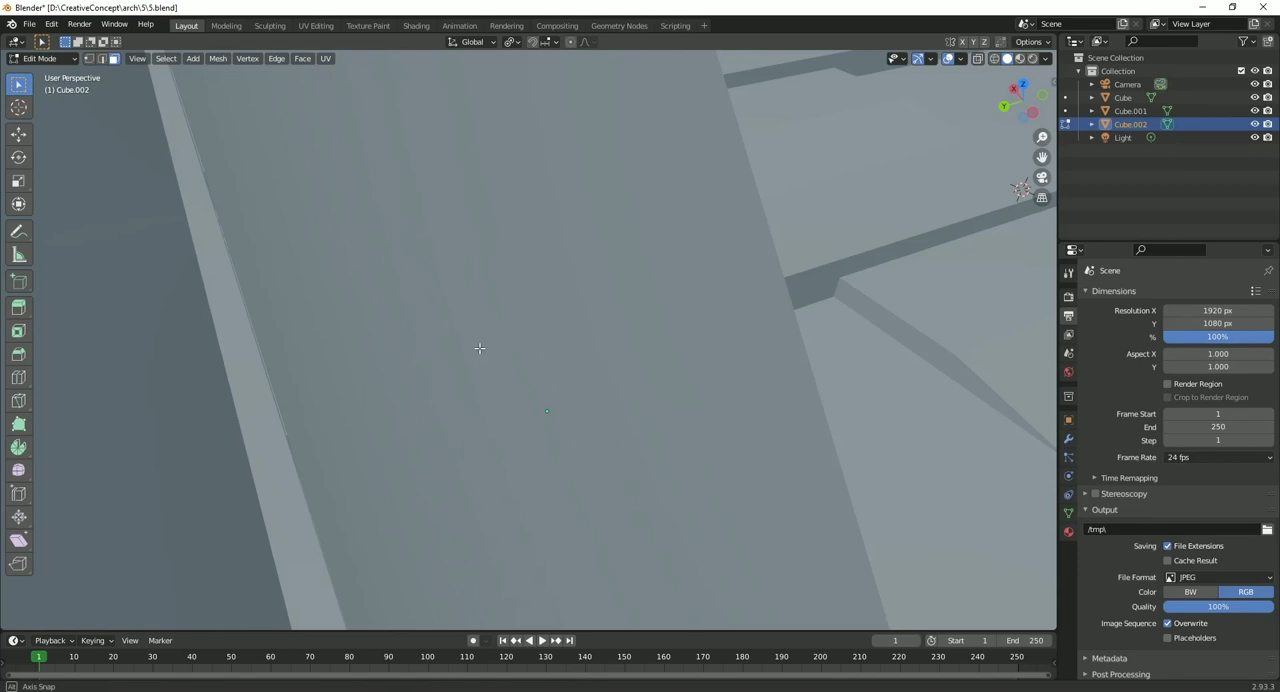 Blender* [D:\CreativeConcept\arch\5\5.blend]
File Edit Render Window Help Layout Modeling Sculpting UV Editing Texture Paint Shading Animation Rendering Compositing Geometry Nodes Scripting + Scene View Layer
Global X Y Z Options
Edit Mode View Select Add Mesh Vertex Edge Face UV
User Perspective
(1) Cube.002
Z
X
Y
Scene Collection
Collection
Camera
Cube
Cube.001
Cube.002
Light
Scene
Dimensions
Resolution X 1920 px
Y 1080 px
% 100%
Aspect X 1.000
Y 1.000
Render Region
Crop to Render Region
Frame Start 1
End 250
Step 1
Frame Rate 24 fps
Time Remapping
Stereoscopy
Output
/tmp\
Saving File Extensions
Cache Result
File Format JPEG
Color BW RGB
Quality 100%
Image Sequence Overwrite
Placeholders
Metadata
Post Processing
Playback Keying View Marker 1 Start 1 End 250
1 10 20 30 40 50 60 70 80 90 100 110 120 130 140 150 160 170 180 190 200 210 220 230 240 250
Alt Axis Snap 2.93.3